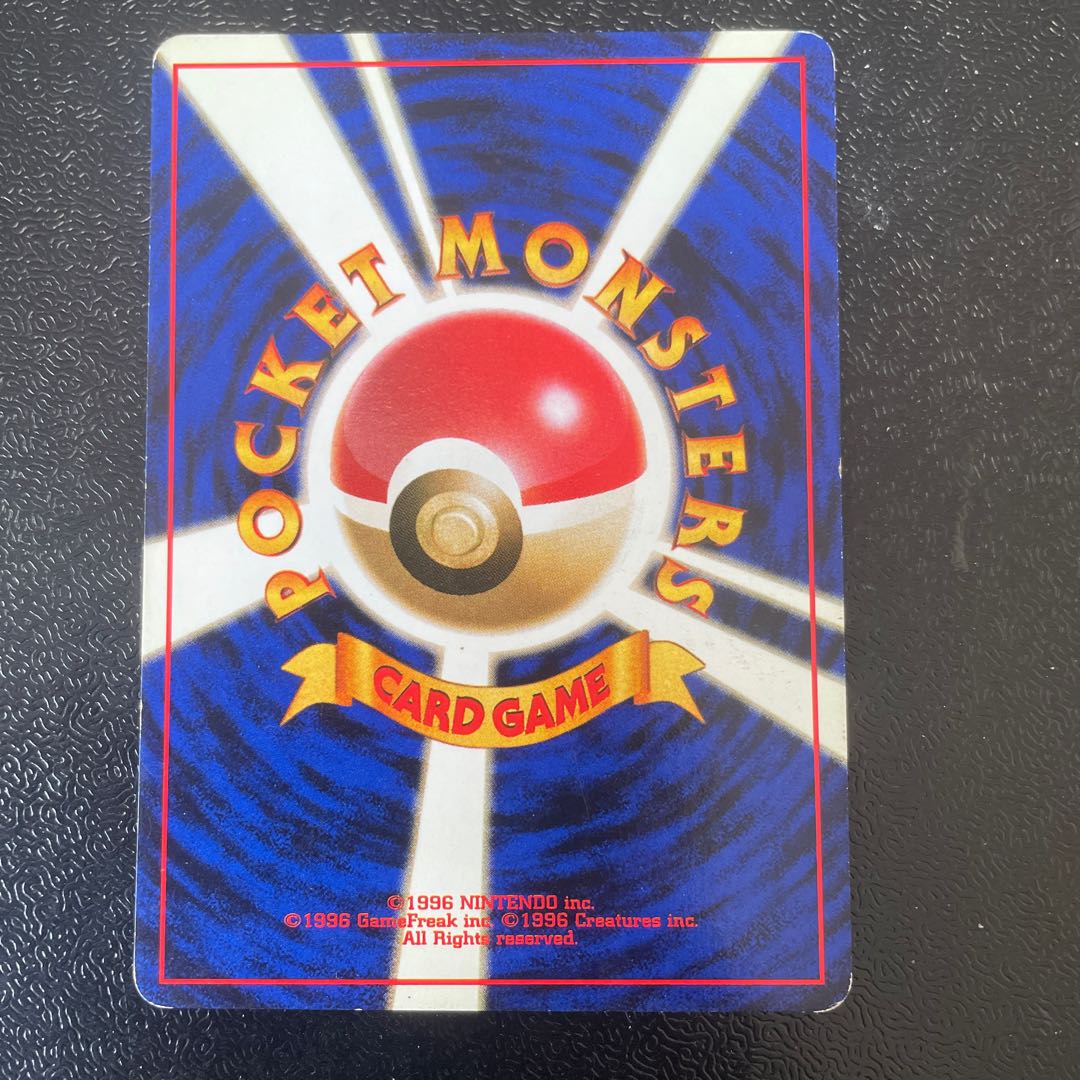 POCKET MONSTERS
CARD GAME
©1996 NINTENDO inc.
©1996 GameFreak inc. ©1996 Creatures inc.
All Rights reserved.